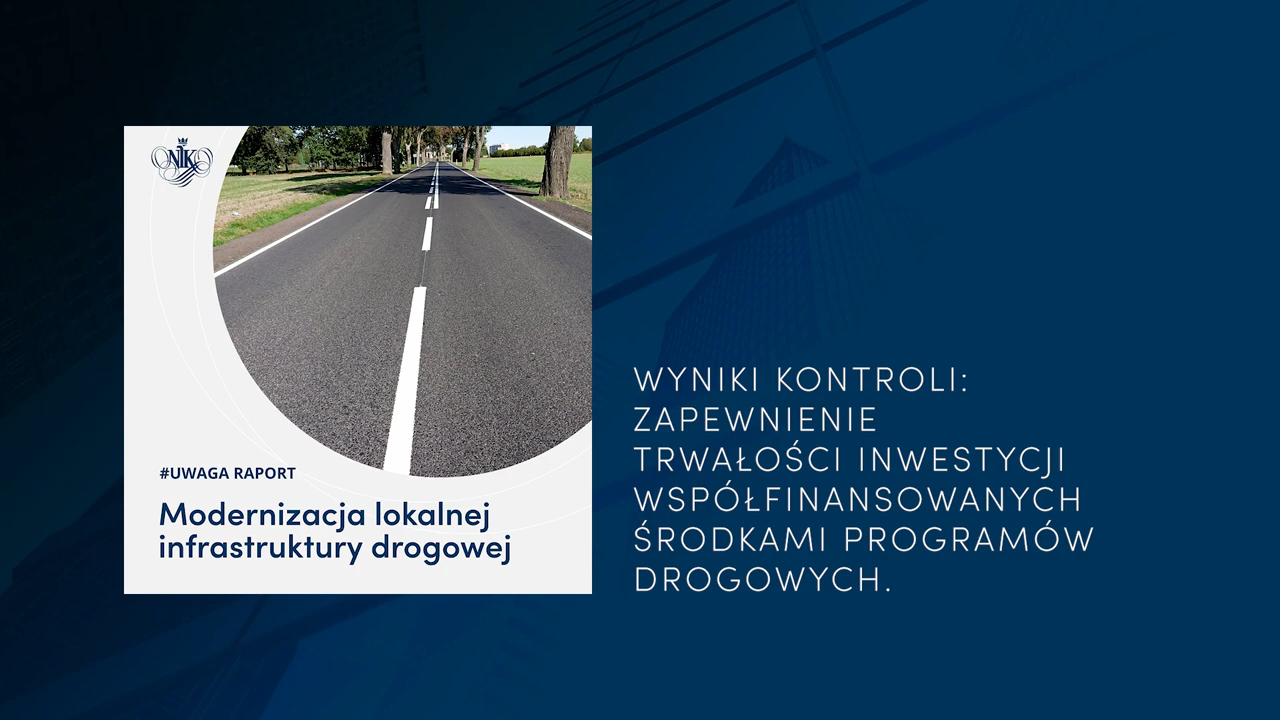 NIK
#UWAGA RAPORT
Modernizacja lokalnej
infrastruktury drogowej
WYNIKI KONTROLI:
ZAPEWNIENIE
TRWAŁOŚCI INWESTYCJI
WSPÓŁFINANSOWANYCH
ŚRODKAMI PROGRAMÓW
DROGOWYCH.